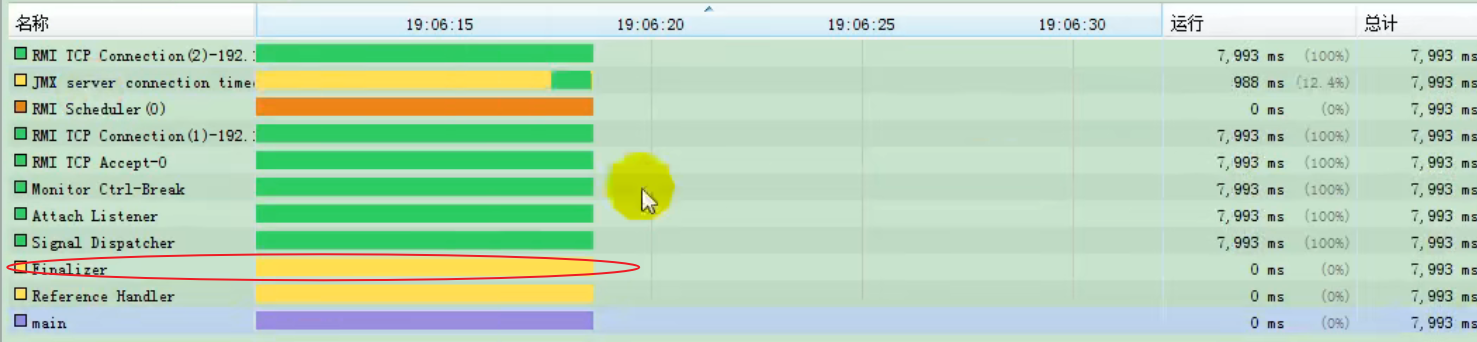 名称 19:06:15 19:06:20 19:06:25 19:06:30 运行 总计
RMI TCP Connection(2)-192. 7,993 ms (100%) 7,993 ms
JMX server connection time 988 ms (12.4%) 7,993 ms
RMI Scheduler(0) 0 ms (0%) 7,993 ms
RMI TCP Connection(1)-192. 7,993 ms (100%) 7,993 ms
RMI TCP Accept-0 7,993 ms (100%) 7,993 ms
Monitor Ctrl-Break 7,993 ms (100%) 7,993 ms
Attach Listener 7,993 ms (100%) 7,993 ms
Signal Dispatcher 7,993 ms (100%) 7,993 ms
Finalizer 0 ms (0%) 7,993 ms
Reference Handler 0 ms (0%) 7,993 ms
main 0 ms (0%) 7,993 ms